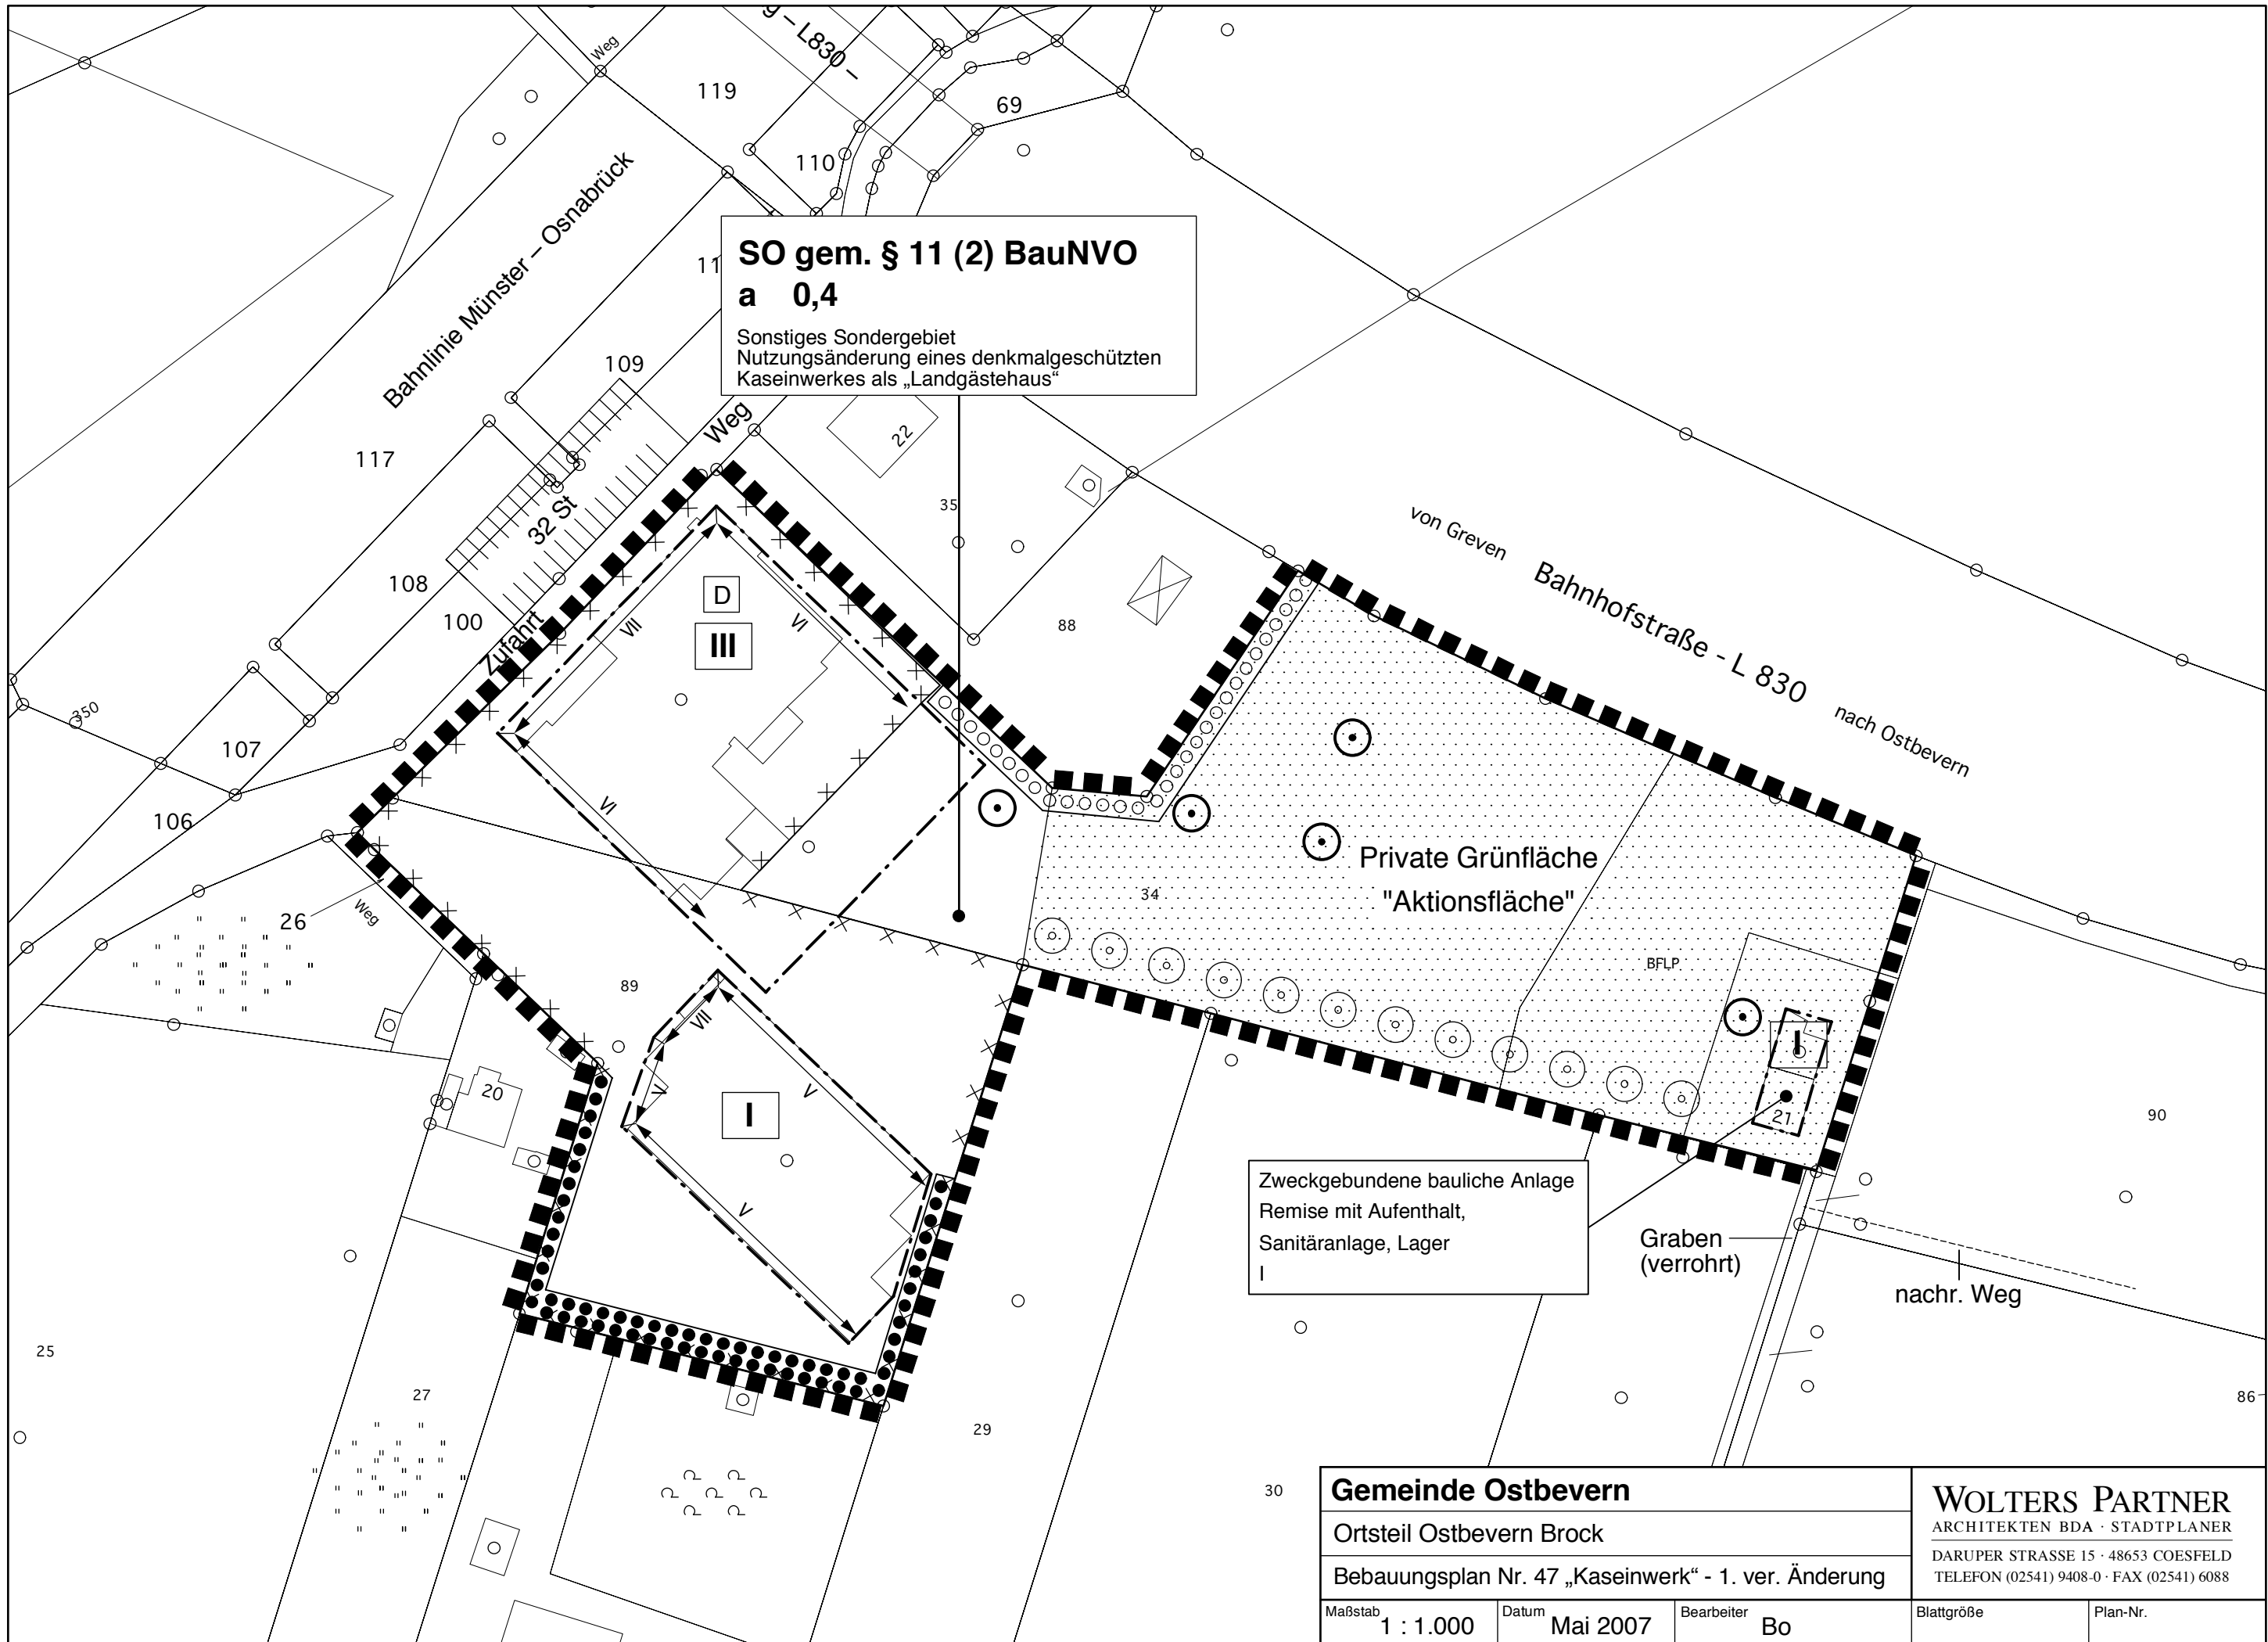 Weg
g – L830 –
119
69
110
Bahnlinie Münster – Osnabrück
11
SO gem. § 11 (2) BauNVO
a 0,4
Sonstiges Sondergebiet
Nutzungsänderung eines denkmalgeschützten
Kaseinwerkes als „Landgästehaus“
109
Weg
22
117
32 St
35
von Greven
Bahnhofstraße - L 830
nach Ostbevern
108
100
Zufahrt
VII
D
III
VI
88
350
107
106
VI
26
Weg
Private Grünfläche
"Aktionsfläche"
34
BFLP
89
VII
V
V
I
V
20
I
21
90
Zweckgebundene bauliche Anlage
Remise mit Aufenthalt,
Sanitäranlage, Lager
I
Graben
(verrohrt)
nachr. Weg
25
27
29
86
30
Gemeinde Ostbevern
Ortsteil Ostbevern Brock
Bebauungsplan Nr. 47 „Kaseinwerk“ - 1. ver. Änderung
Maßstab 1 : 1.000
Datum Mai 2007
Bearbeiter Bo
WOLTERS PARTNER
ARCHITEKTEN BDA · STADTPLANER
DARUPER STRASSE 15 · 48653 COESFELD
TELEFON (02541) 9408-0 · FAX (02541) 6088
Blattgröße
Plan-Nr.